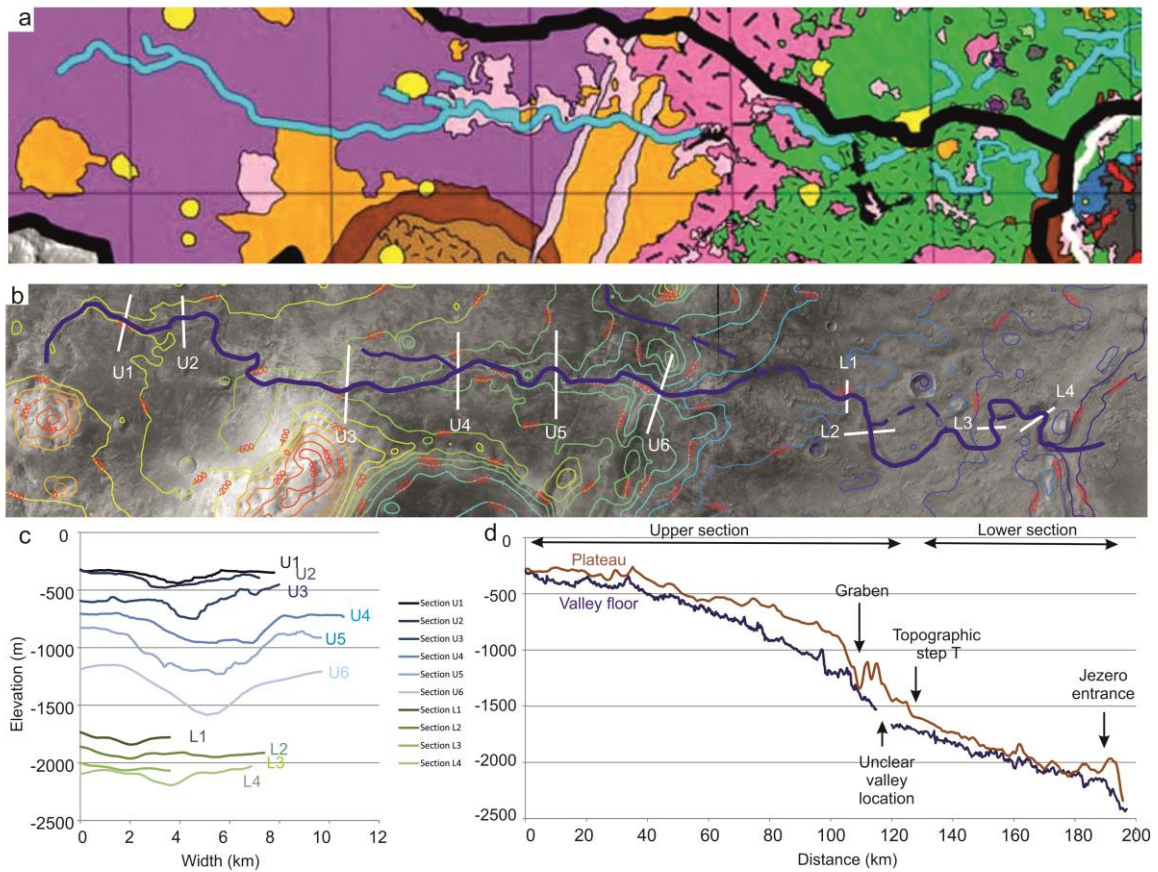 a
b
U1
U2
U3
U4
U5
U6
L1
L2
L3
L4
c
0
-500
-1000
-1500
-2000
-2500
Elevation (m)
0
2
4
6
8
10
12
Width (km)
U1
U2
U3
U4
U5
U6
L1
L2
L3
L4
Section U1
Section U2
Section U3
Section U4
Section U5
Section U6
Section L1
Section L2
Section L3
Section L4
d
Upper section
Lower section
Plateau
Valley floor
Graben
Topographic
step T
Jezero
entrance
Unclear
valley
location
0
-500
-1000
-1500
-2000
-2500
0
20
40
60
80
100
120
140
160
180
200
Distance (km)